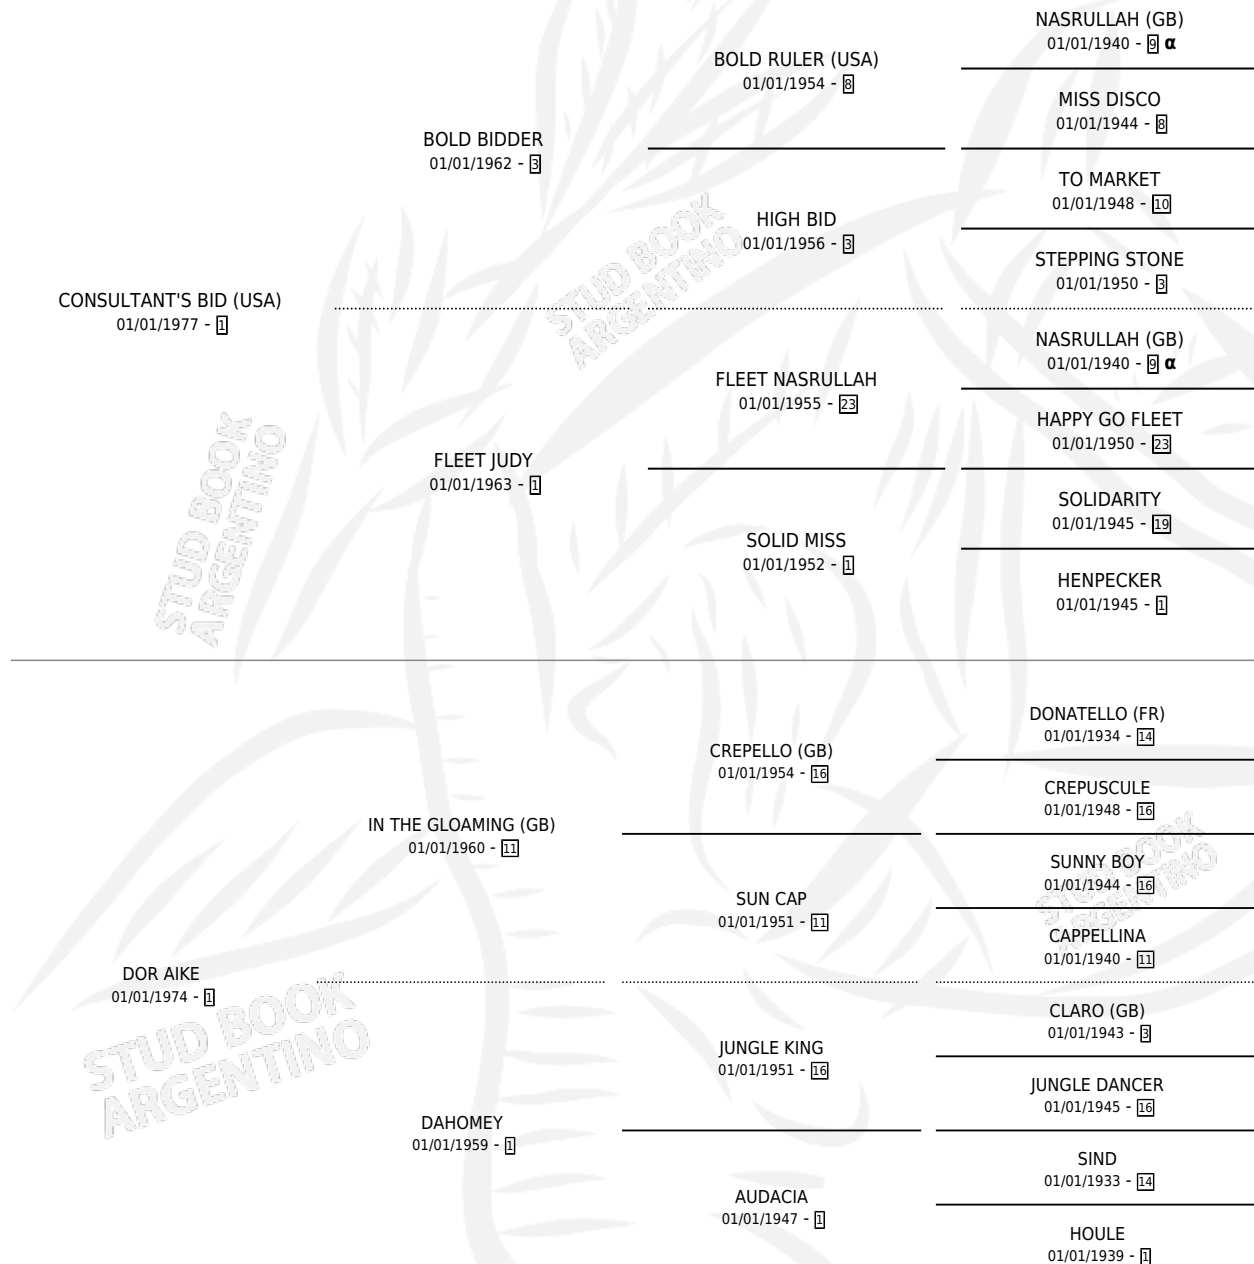 NASRULLAH (GB)
01/01/1940 - 9 α
BOLD RULER (USA)
01/01/1954 - 8
MISS DISCO
01/01/1944 - 8
BOLD BIDDER
01/01/1962 - 3
TO MARKET
01/01/1948 - 10
HIGH BID
01/01/1956 - 3
STEPPING STONE
01/01/1950 - 3
CONSULTANT'S BID (USA)
01/01/1977 - 1
NASRULLAH (GB)
01/01/1940 - 9 α
FLEET NASRULLAH
01/01/1955 - 23
HAPPY GO FLEET
01/01/1950 - 23
FLEET JUDY
01/01/1963 - 1
SOLIDARITY
01/01/1945 - 19
SOLID MISS
01/01/1952 - 1
HENPECKER
01/01/1945 - 1
DONATELLO (FR)
01/01/1934 - 14
CREPELLO (GB)
01/01/1954 - 16
CREPUSCULE
01/01/1948 - 16
IN THE GLOAMING (GB)
01/01/1960 - 11
SUNNY BOY
01/01/1944 - 16
SUN CAP
01/01/1951 - 11
CAPPELLINA
01/01/1940 - 11
DOR AIKE
01/01/1974 - 1
CLARO (GB)
01/01/1943 - 3
JUNGLE KING
01/01/1951 - 16
JUNGLE DANCER
01/01/1945 - 16
DAHOMEY
01/01/1959 - 1
SIND
01/01/1933 - 14
AUDACIA
01/01/1947 - 1
HOULE
01/01/1939 - 1
STUD BOOK
ARGENTINO
STUD BOOK
ARGENTINO
STUD BOOK
ARGENTINO
STUD BOOK
ARGENTINO